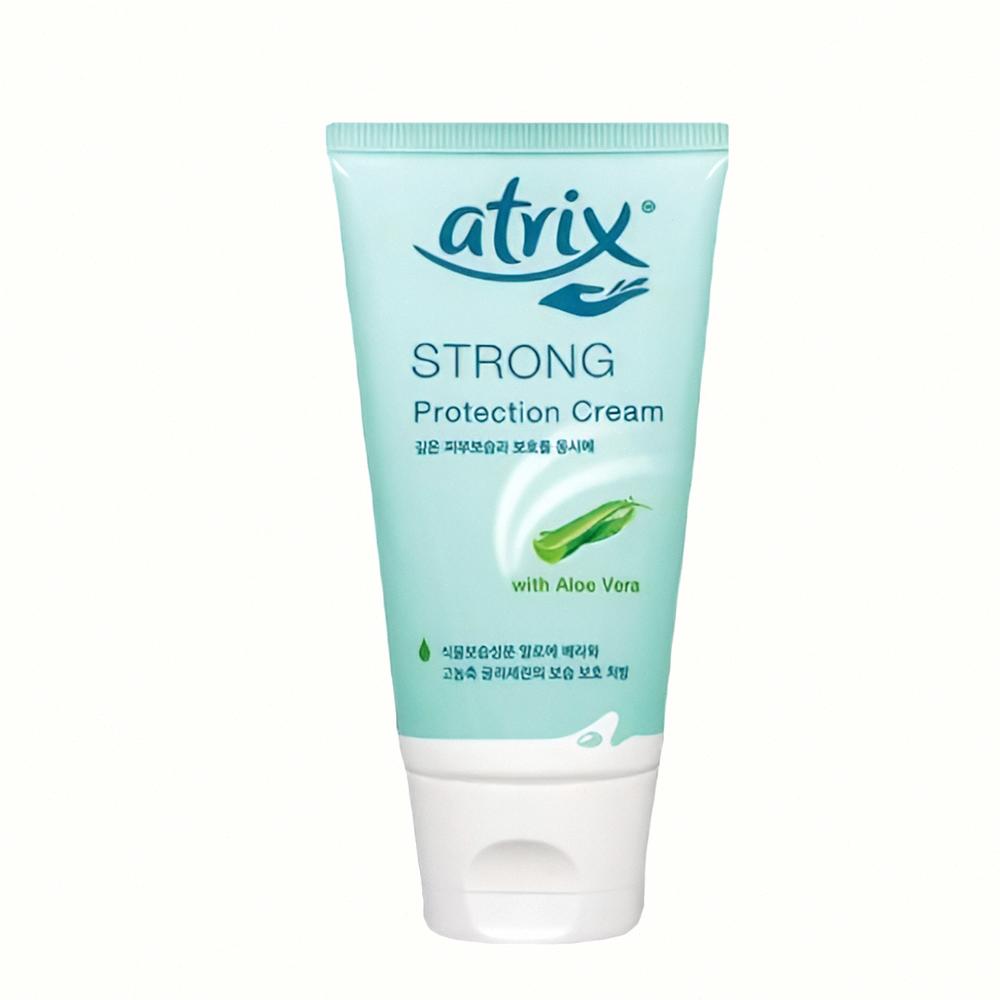 atrix®
STRONG
Protection Cream
깊은 피부보습과 보호를 동시에
with Aloe Vera
식물보습성분 알로에 베라와
고농축 글리세린의 보습 보호 처방